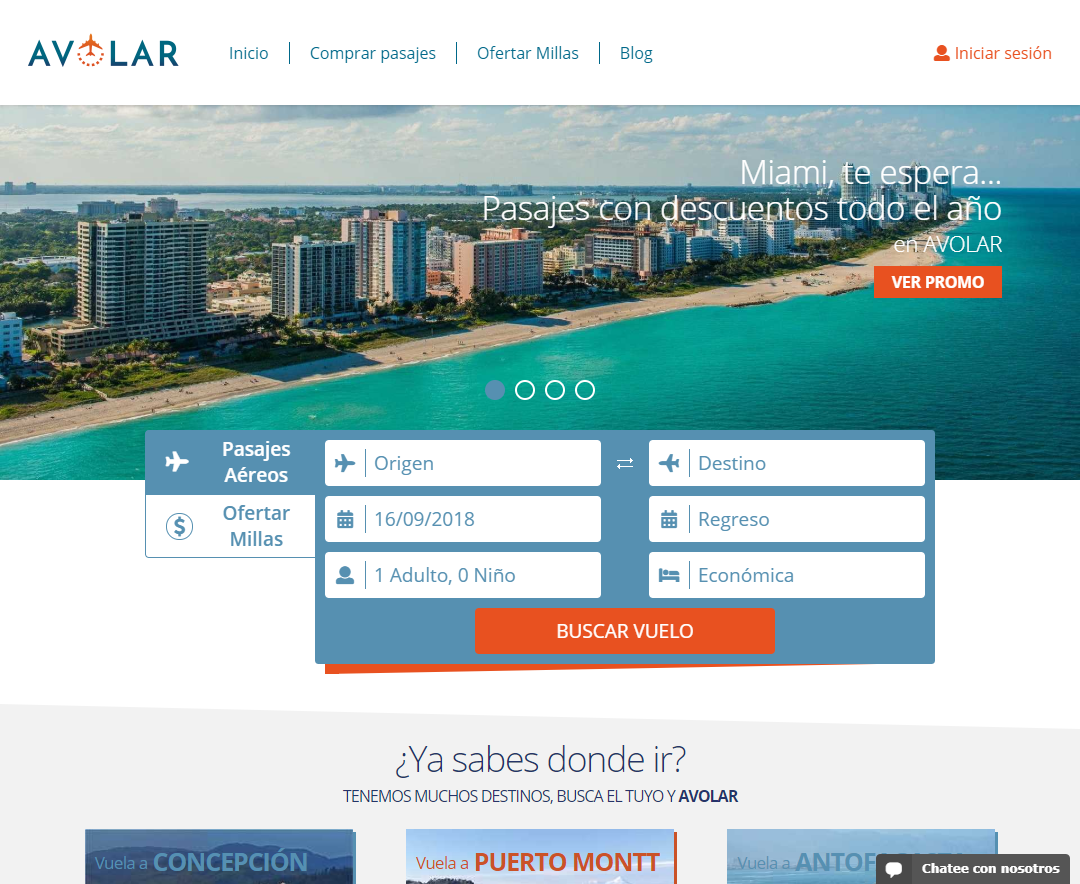 AVOLAR
Inicio
Comprar pasajes
Ofertar Millas
Blog
Iniciar sesión
Miami, te espera...
Pasajes con descuentos todo el año
en AVOLAR
VER PROMO
Pasajes
Aéreos
Ofertar
Millas
Origen
Destino
16/09/2018
Regreso
1 Adulto, 0 Niño
Económica
BUSCAR VUELO
¿Ya sabes donde ir?
TENEMOS MUCHOS DESTINOS, BUSCA EL TUYO Y AVOLAR
Vuela a CONCEPCIÓN
Vuela a PUERTO MONTT
Vuela a
Chatee con nosotros